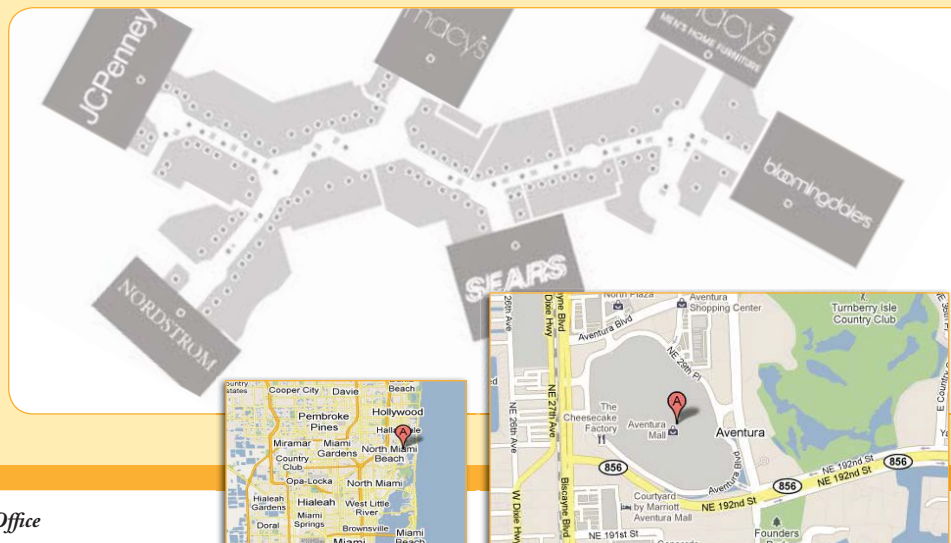 JCPenney
macy's
macy's
MEN'S HOME FURNITURE
bloomingdale's
SEARS
NORDSTROM
Cooper City
Davie
Beach
Pembroke
Pines
Hollywood
Miramar
Miami
Gardens
North Miami
Beach
Country
Club
Opa-Locka
North Miami
Hialeah
Gardens
Hialeah
West Little
River
Miami
Springs
Doral
Brownsville
Miami
Beach
Miami
A
North Plaza
Aventura
Shopping Center
Turnberry Isle
Country Club
26th Ave
Dixie Hwy
yne Blvd
Aventura Blvd
NE 29th Pl
NE 27th Ave
NE 26th Ave
The
Cheesecake
Factory
A
Aventura
Mall
Aventura
E Country
856
Aventura Blvd
NE 192nd St
NE 192nd St
856
NE 192nd St
W Dixie Hwy
Biscayne Blvd
Courtyard
by Marriott
Aventura Mall
NE 191st St
Founders
Office